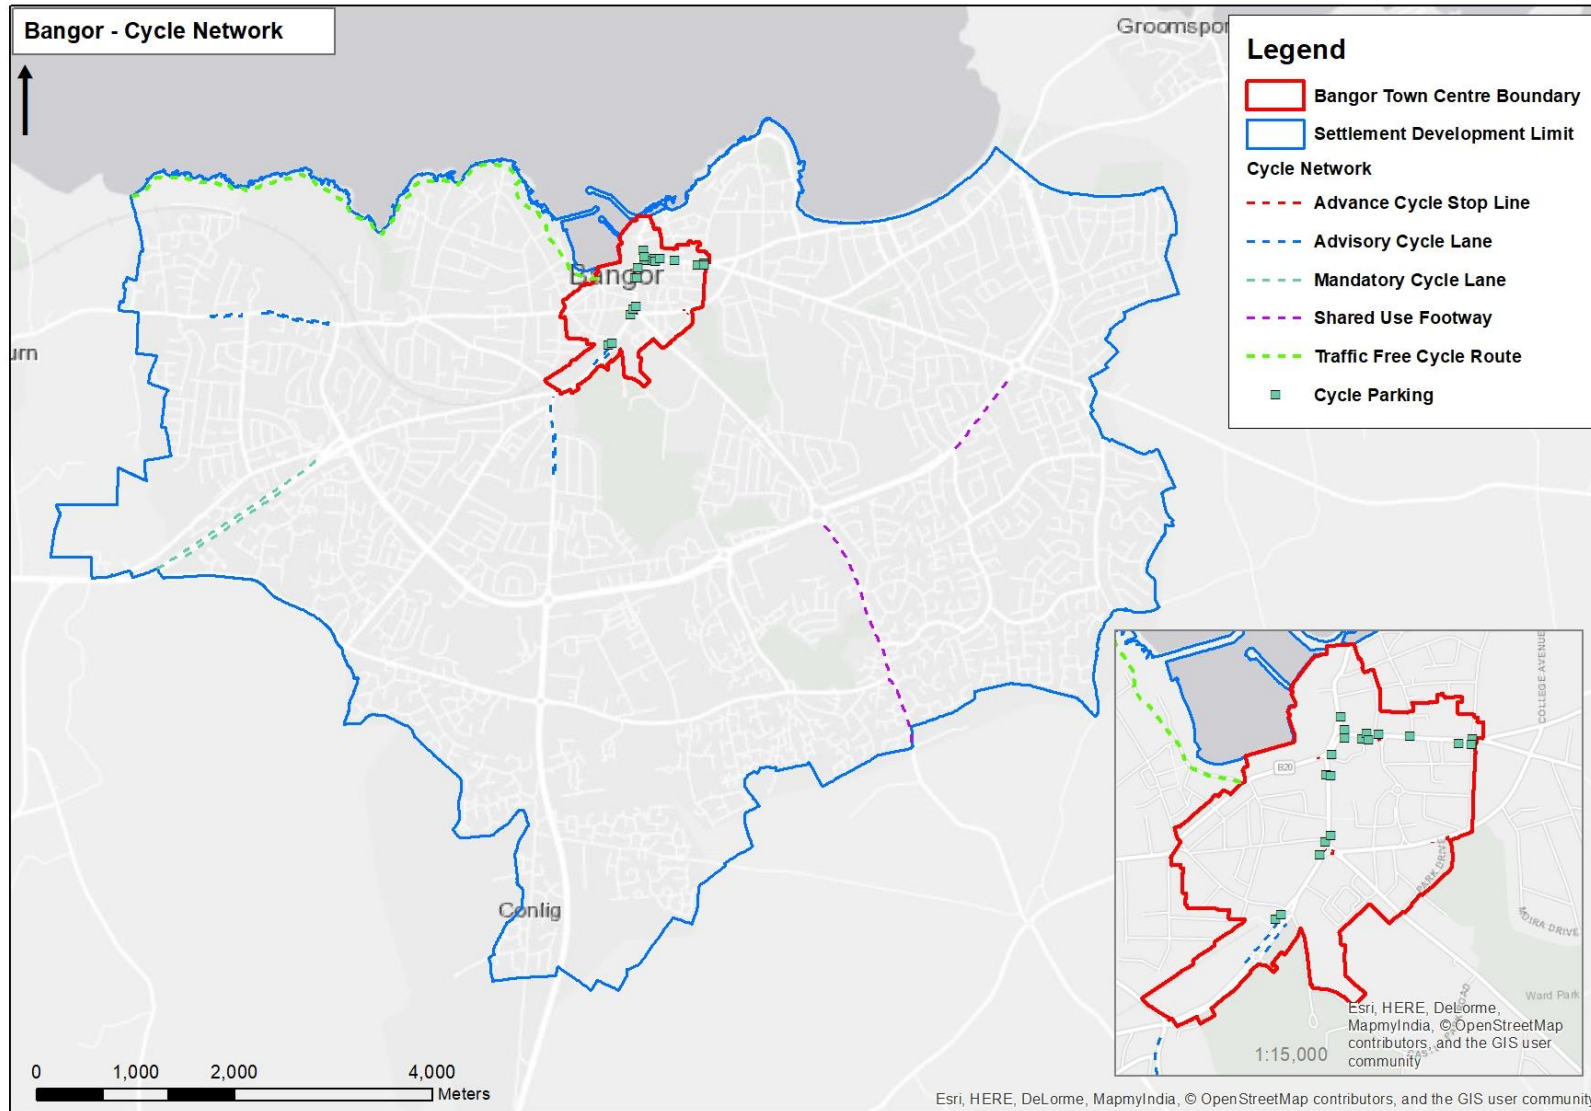 Bangor - Cycle Network
Groomspor
Legend
Bangor Town Centre Boundary
Settlement Development Limit
Cycle Network
Advance Cycle Stop Line
Advisory Cycle Lane
Mandatory Cycle Lane
Shared Use Footway
Traffic Free Cycle Route
Cycle Parking
Bangor
urn
Conlig
COLLEGE AVENUE
B20
PARK DRIVE
MOIRA DRIVE
Ward Park
CASTLE PARK ROAD
Esri, HERE, DeLorme,
MapmyIndia, © OpenStreetMap
contributors, and the GIS user
community
1:15,000
0 1,000 2,000 4,000
Meters
Esri, HERE, DeLorme, MapmyIndia, © OpenStreetMap contributors, and the GIS user community